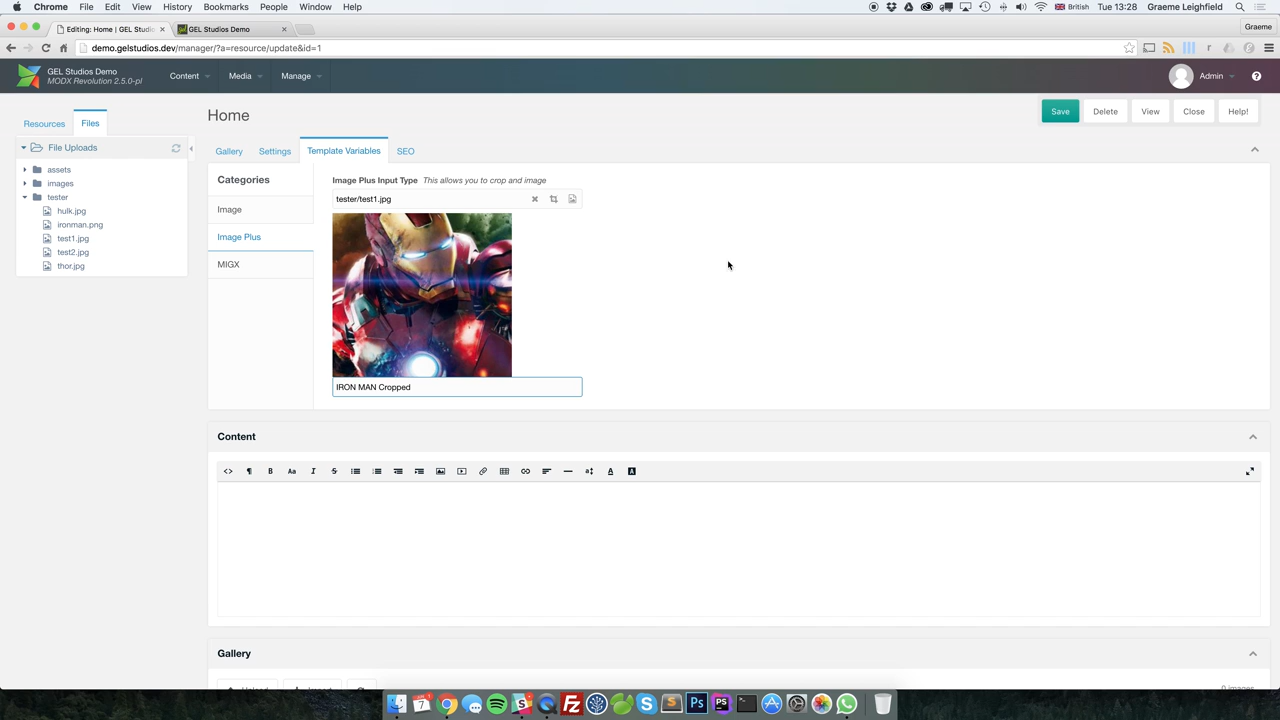 Chrome File Edit View History Bookmarks People Window Help British Tue 13:28 Graeme Leighfield
Editing: Home | GEL Studio GEL Studios Demo Graeme
demo.gelstudios.dev/manager/?a=resource/update&id=1
GEL Studios Demo
MODX Revolution 2.5.0-pl
Content Media Manage Admin
Home
Save Delete View Close Help!
Resources Files
Gallery Settings Template Variables SEO
File Uploads
assets
images
tester
hulk.jpg
ironman.png
test1.jpg
test2.jpg
thor.jpg
Categories
Image
Image Plus
MIGX
Image Plus Input Type This allows you to crop and image
tester/test1.jpg
IRON MAN Cropped
Content
Gallery
Upload Import 0 images